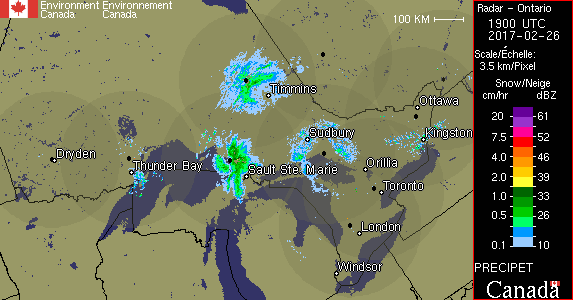 Environment Environnement
Canada Canada
100 KM
Timmins
Ottawa
Sudbury
Kingston
Dryden
Thunder Bay
Sault Ste. Marie
Orillia
Toronto
London
Windsor
Radar - Ontario
1900 UTC
2017-02-26
Scale/Échelle:
3.5 km/Pixel
Snow/Neige
cm/hr dBZ
20 61
7.5 52
4.0 46
2.0 39
1.0 33
0.5 26
0.1 10
PRECIPET
Canada